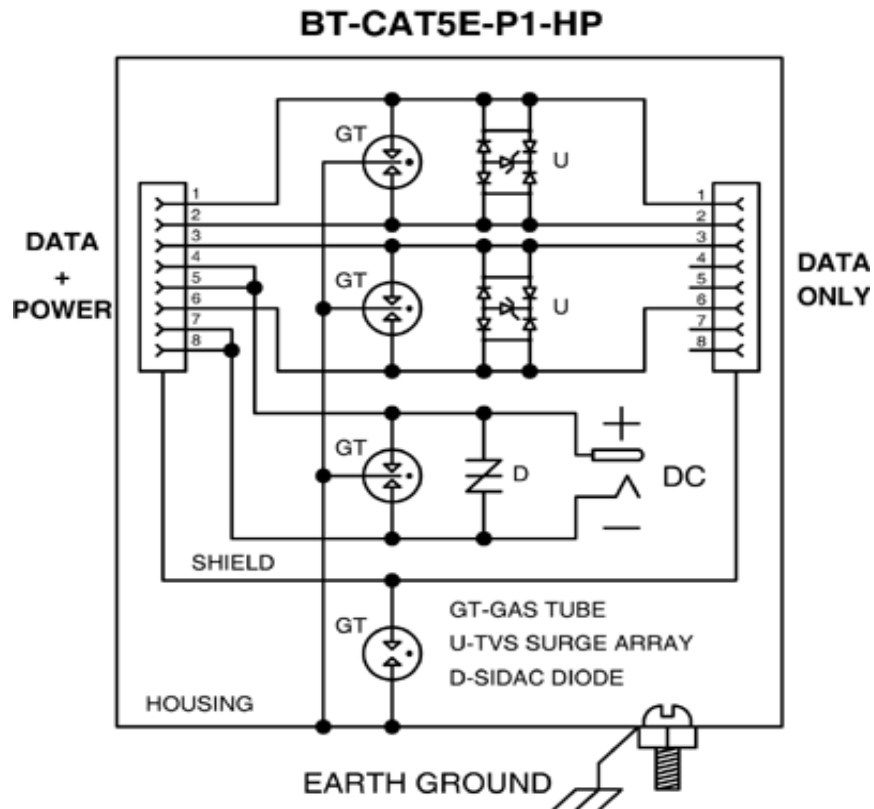 BT-CAT5E-P1-HP
GT
U
1
2
3
4
5
6
7
8
DATA
+
POWER
GT
U
1
2
3
4
5
6
7
8
DATA
ONLY
GT
D
+
DC
—
SHIELD
GT
GT-GAS TUBE
U-TVS SURGE ARRAY
D-SIDAC DIODE
HOUSING
EARTH GROUND